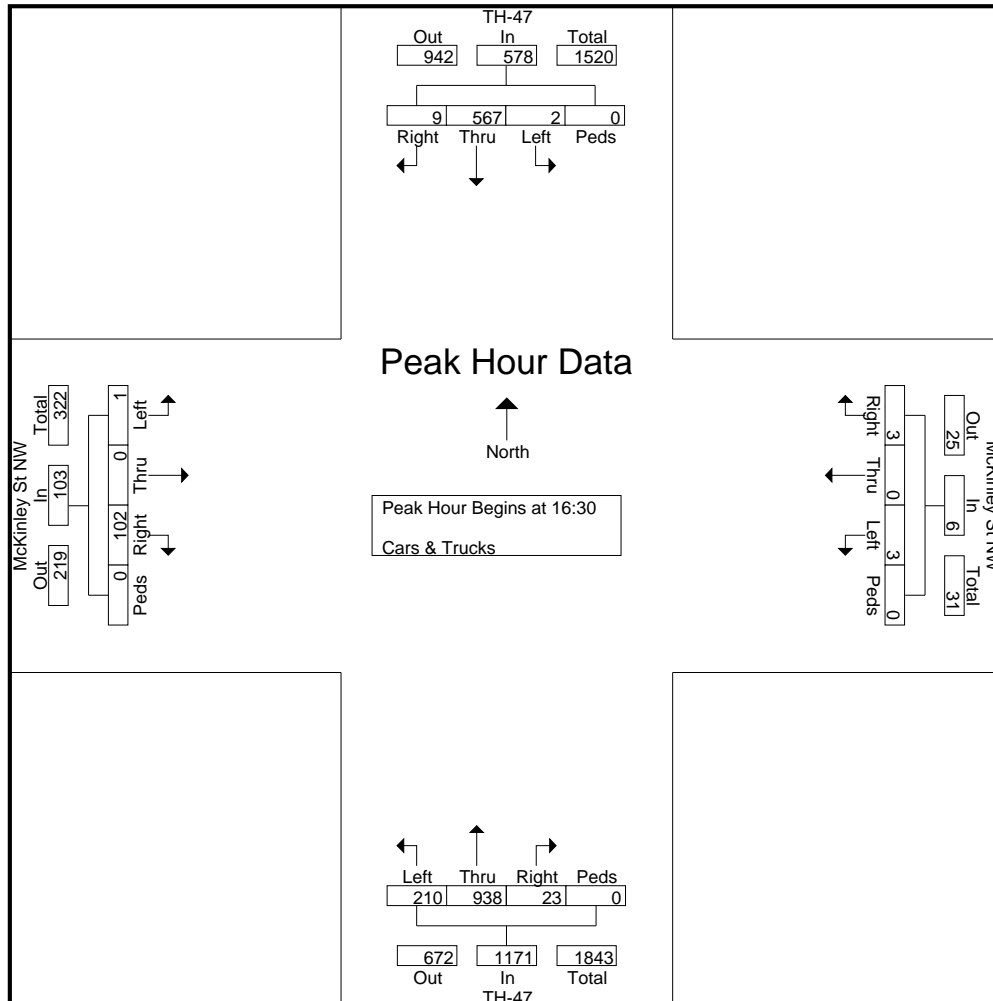 TH-47
Out In Total
942 578 1520
9 567 2 0
Right Thru Left Peds
Peak Hour Data
North
Peak Hour Begins at 16:30
Cars & Trucks
McKinley St NW
Total In Out
322 103 219
1 0 102 0
Left Thru Right Peds
Right Thru Left Peds
3 0 3 0
Out In Total
25 6 31
McKinley St NW
Left Thru Right Peds
210 938 23 0
672 1171 1843
Out In Total
TH-47